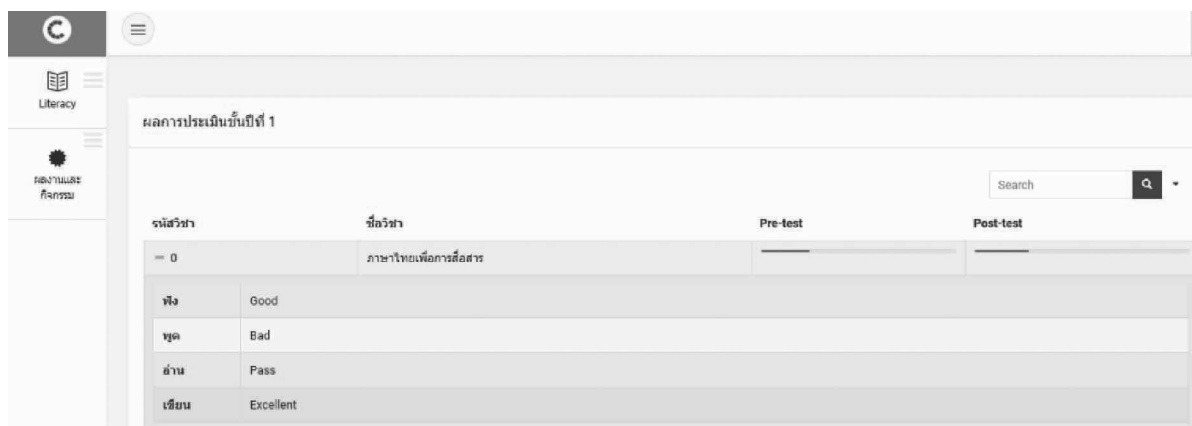 C
Literacy
ผลงานและ
กิจกรรม
ผลการประเมินชั้นปีที่ 1
Search
รหัสวิชา ชื่อวิชา Pre-test Post-test
0 ภาษาไทยเพื่อการสื่อสาร
ฟัง Good
พูด Bad
อ่าน Pass
เขียน Excellent